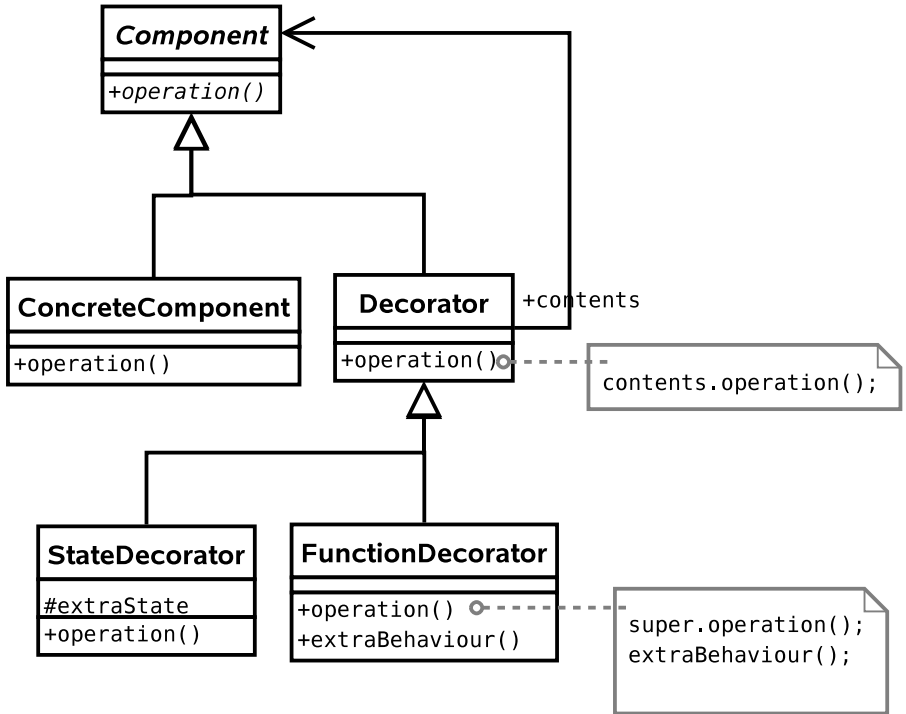 Component
+operation()
ConcreteComponent
+operation()
Decorator
+contents
+operation()
contents.operation();
StateDecorator
#extraState
+operation()
FunctionDecorator
+operation()
+extraBehaviour()
super.operation();
extraBehaviour();